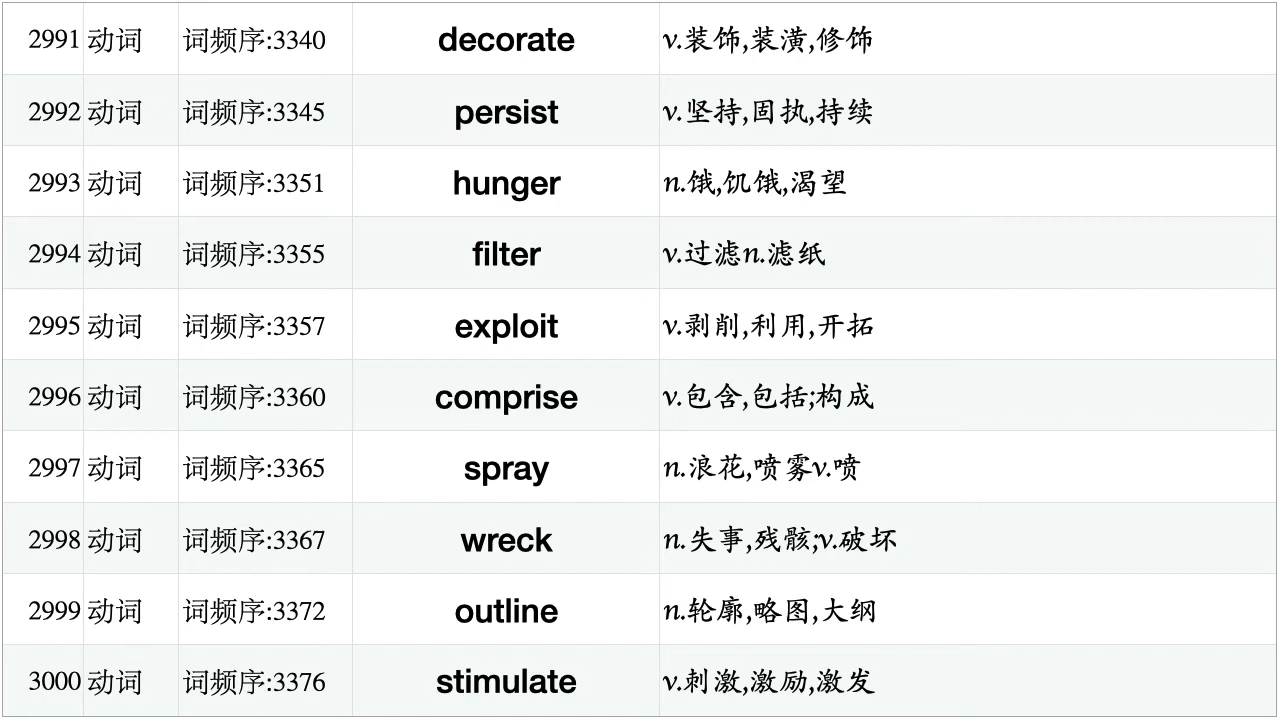 2991 动词 词频序:3340 decorate v.装饰,装潢,修饰
2992 动词 词频序:3345 persist v.坚持,固执,持续
2993 动词 词频序:3351 hunger n.饿,饥饿,渴望
2994 动词 词频序:3355 filter v.过滤n.滤纸
2995 动词 词频序:3357 exploit v.剥削,利用,开拓
2996 动词 词频序:3360 comprise v.包含,包括;构成
2997 动词 词频序:3365 spray n.浪花,喷雾v.喷
2998 动词 词频序:3367 wreck n.失事,残骸;v.破坏
2999 动词 词频序:3372 outline n.轮廓,略图,大纲
3000 动词 词频序:3376 stimulate v.刺激,激励,激发